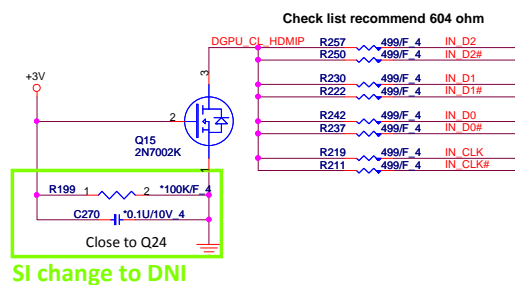 Check list recommend 604 ohm
DGPU_CL_HDMIP
R257 499/F_4 IN_D2
R250 499/F_4 IN_D2#
R230 499/F_4 IN_D1
R222 499/F_4 IN_D1#
R242 499/F_4 IN_D0
R237 499/F_4 IN_D0#
R219 499/F_4 IN_CLK
R211 499/F_4 IN_CLK#
+3V
3
2
Q15
2N7002K
1
R199 1 2 *100K/F_4
C270 *0.1U/10V_4
Close to Q24
SI change to DNI